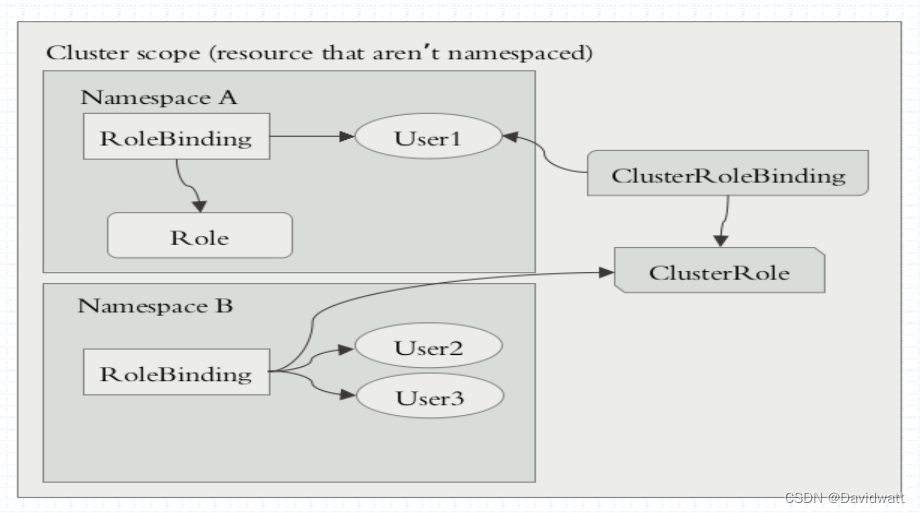 Cluster scope (resource that aren't namespaced)
Namespace A
RoleBinding
User1
ClusterRoleBinding
Role
ClusterRole
Namespace B
User2
RoleBinding
User3
CSDN @Davidwatt